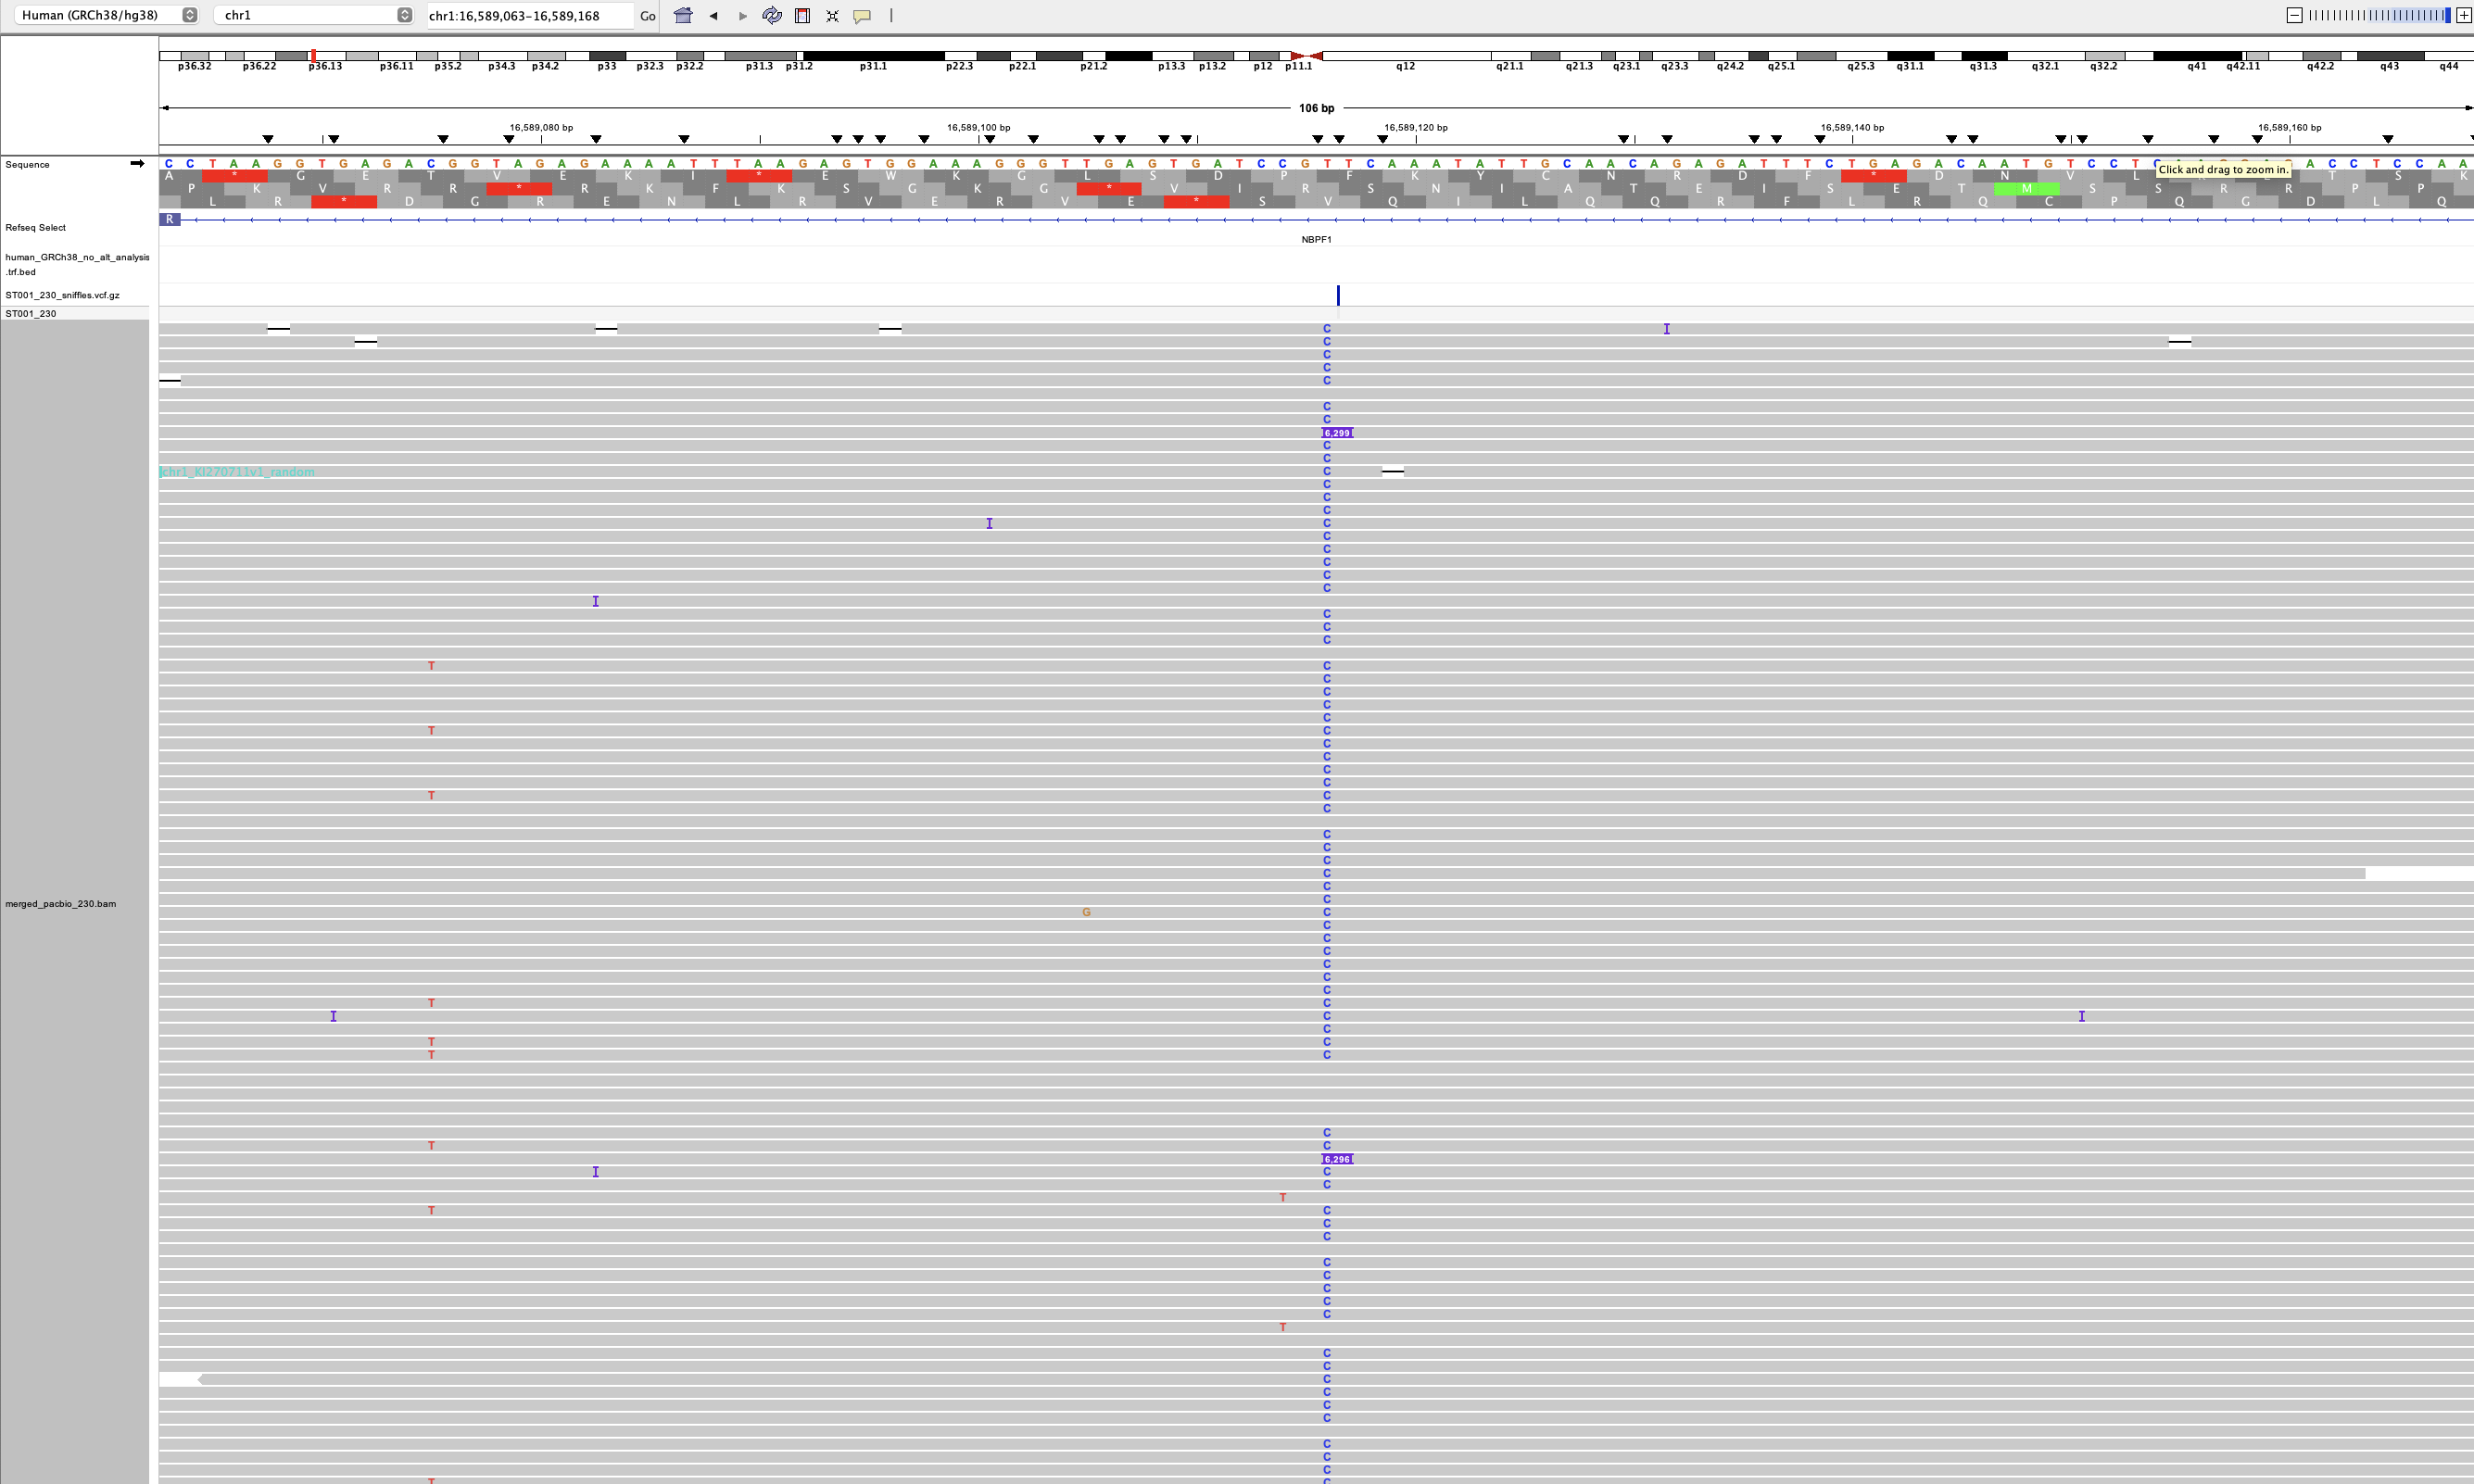 Human (GRCh38/hg38) chr1 chr1:16,589,063-16,589,168 Go
p36.32 p36.22 p36.13 p36.11 p35.2 p34.3 p34.2 p33 p32.3 p32.2 p31.3 p31.2 p31.1 p22.3 p22.1 p21.2 p13.3 p13.2 p12 p11.1 q12 q21.1 q21.3 q23.1 q23.3 q24.2 q25.1 q25.3 q31.1 q31.3 q32.1 q32.2 q41 q42.11 q42.2 q43 q44
106 bp
16,589,080 bp 16,589,100 bp 16,589,120 bp 16,589,140 bp 16,589,160 bp
Sequence
C C T A A G G T G A G A C G G T A G A G A A A A T T T A A G A G T G G A A A G G G T T G A G T G A T C C G T T C A A A T A T T G C A A C A G A G A T T T C T G A G A C A A T G T C C T
A C C T C C A A
Click and drag to zoom in.
A * G E T V E K I * E W K G L S D P F K Y C N R E D F * D N V L T S K
P K V R R * R K F K S G K G * V I R S N I A T E I S E T M S S R R P P
L R * D G R E N L R V E R V E * S V Q I L Q Q R F L R Q C P Q G D L Q
R
Refseq Select
NBPF1
human_GRCh38_no_alt_analysis
.trf.bed
ST001_230_sniffles.vcf.gz
ST001_230
6,299
chr1_KI270711v1_random
merged_pacbio_230.bam
6,296